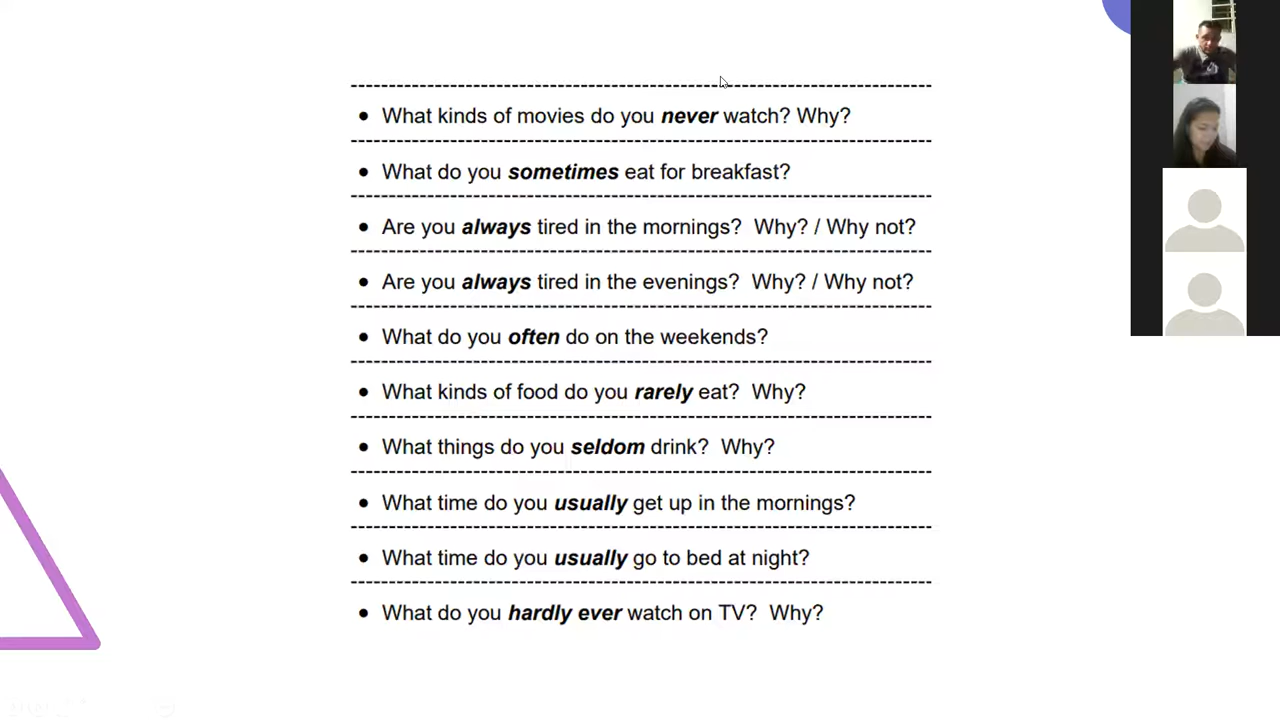 • What kinds of movies do you never watch? Why?
• What do you sometimes eat for breakfast?
• Are you always tired in the mornings? Why? / Why not?
• Are you always tired in the evenings? Why? / Why not?
• What do you often do on the weekends?
• What kinds of food do you rarely eat? Why?
• What things do you seldom drink? Why?
• What time do you usually get up in the mornings?
• What time do you usually go to bed at night?
• What do you hardly ever watch on TV? Why?